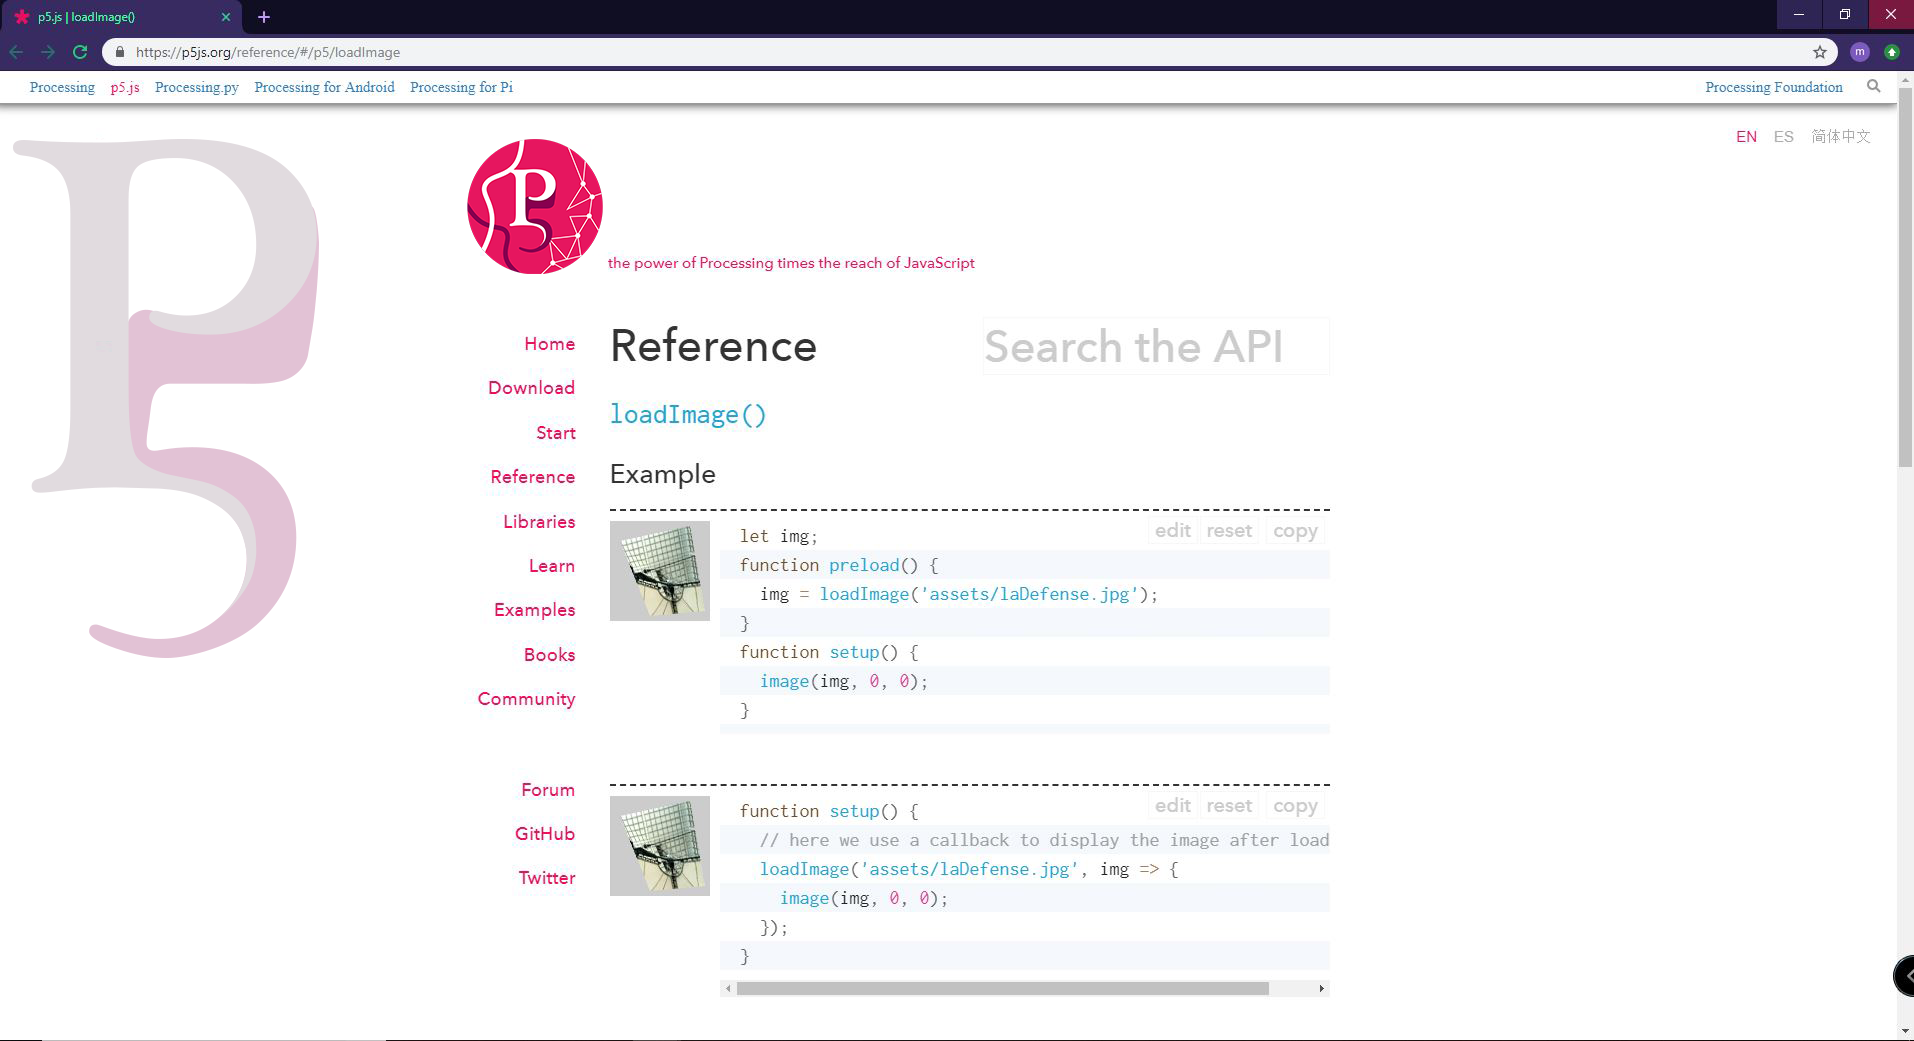 p5.js | loadImage()
https://p5js.org/reference/#/p5/loadImage
m
Processing p5.js Processing.py Processing for Android Processing for Pi Processing Foundation
EN ES 简体中文
the power of Processing times the reach of JavaScript
Home
Download
Start
Reference
Libraries
Learn
Examples
Books
Community
Forum
GitHub
Twitter
Reference
Search the API
loadImage()
Example
edit reset copy
let img;
function preload() {
  img = loadImage('assets/laDefense.jpg');
}
function setup() {
  image(img, 0, 0);
}
edit reset copy
function setup() {
  // here we use a callback to display the image after load
  loadImage('assets/laDefense.jpg', img => {
    image(img, 0, 0);
  });
}